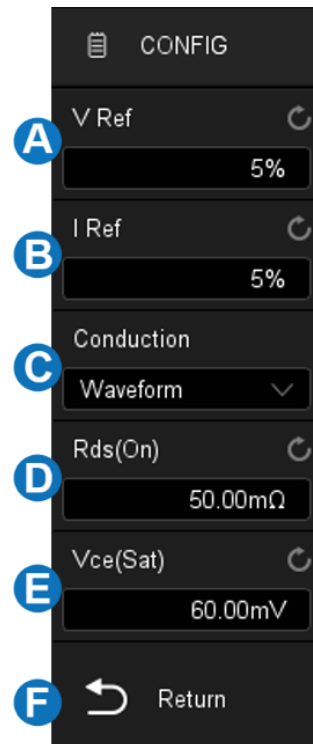 CONFIG
A
V Ref
5%
B
I Ref
5%
C
Conduction
Waveform
D
Rds(On)
50.00mΩ
E
Vce(Sat)
60.00mV
F
Return